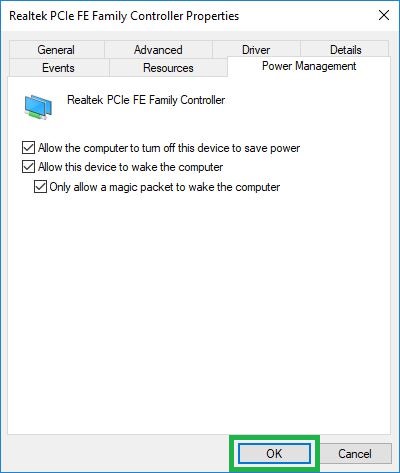 Realtek PCIe FE Family Controller Properties
General Advanced Driver Details
Events Resources Power Management
Realtek PCIe FE Family Controller
Allow the computer to turn off this device to save power
Allow this device to wake the computer
Only allow a magic packet to wake the computer
OK Cancel